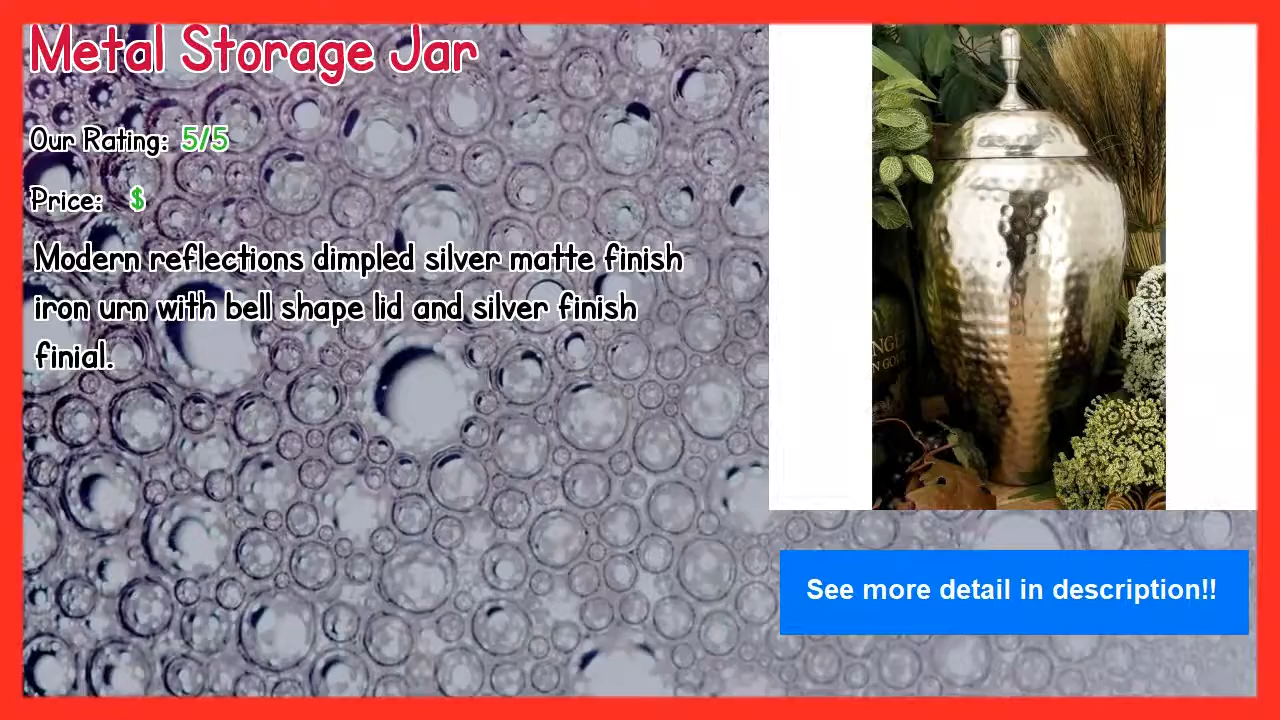 Metal Storage Jar
Our Rating: 5/5
Price: $
Modern reflections dimpled silver matte finish
iron urn with bell shape lid and silver finish
finial.
See more detail in description!!